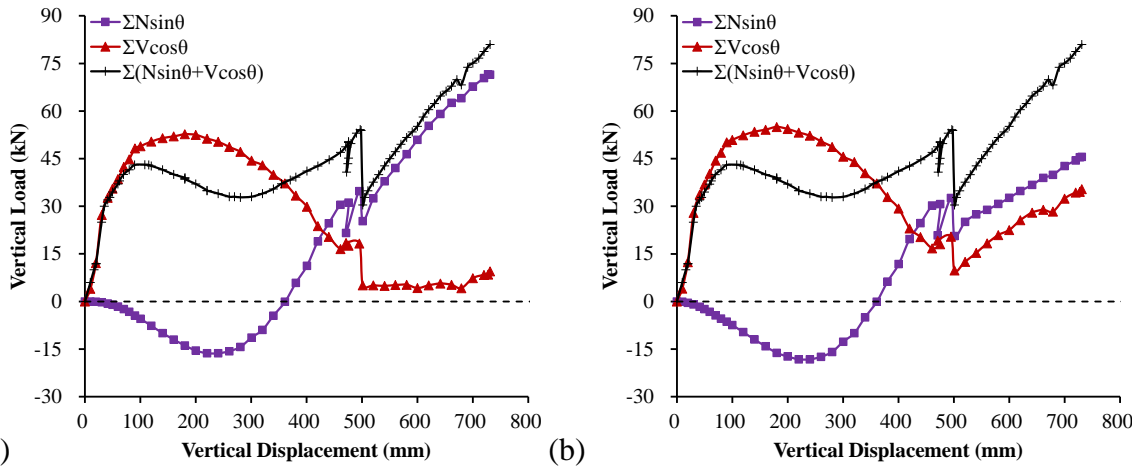 90
75
60
45
30
15
0
-15
-30
Vertical Load (kN)
ΣNsinθ
ΣVcosθ
Σ(Nsinθ+Vcosθ)
0 100 200 300 400 500 600 700 800
Vertical Displacement (mm)
)
90
75
60
45
30
15
0
-15
-30
Vertical Load (kN)
ΣNsinθ
ΣVcosθ
Σ(Nsinθ+Vcosθ)
0 100 200 300 400 500 600 700 800
Vertical Displacement (mm)
(b)